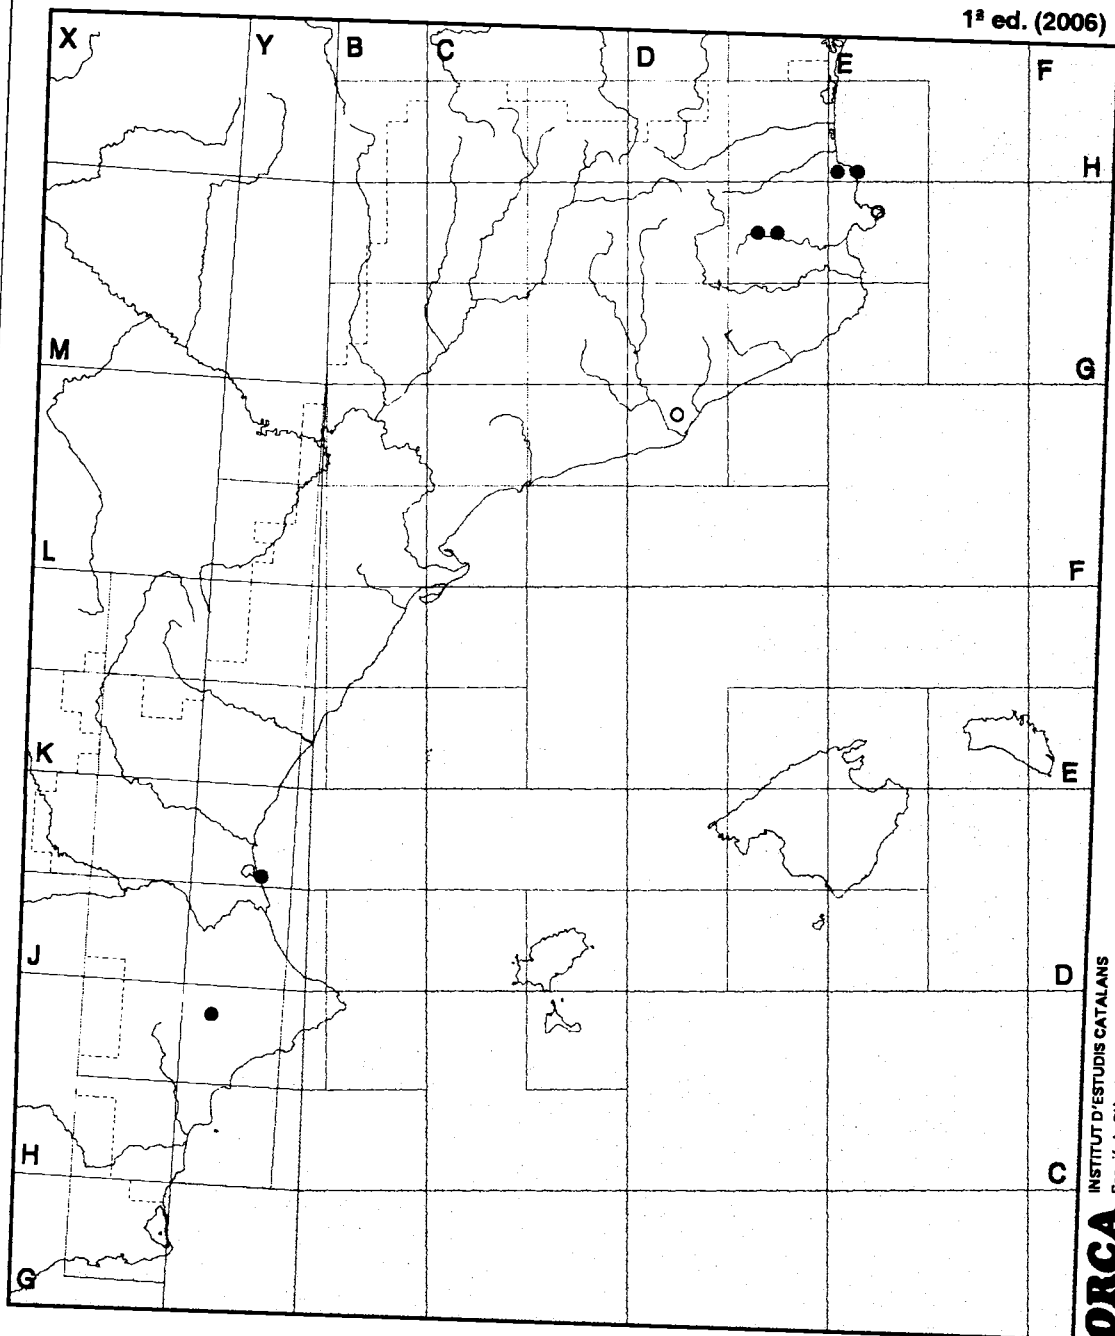 1ª ed. (2006)
X Y B C D E F
H
M G
L F
K E
J D
H C
G
ORCA INSTITUT D'ESTUDIS CATALANS